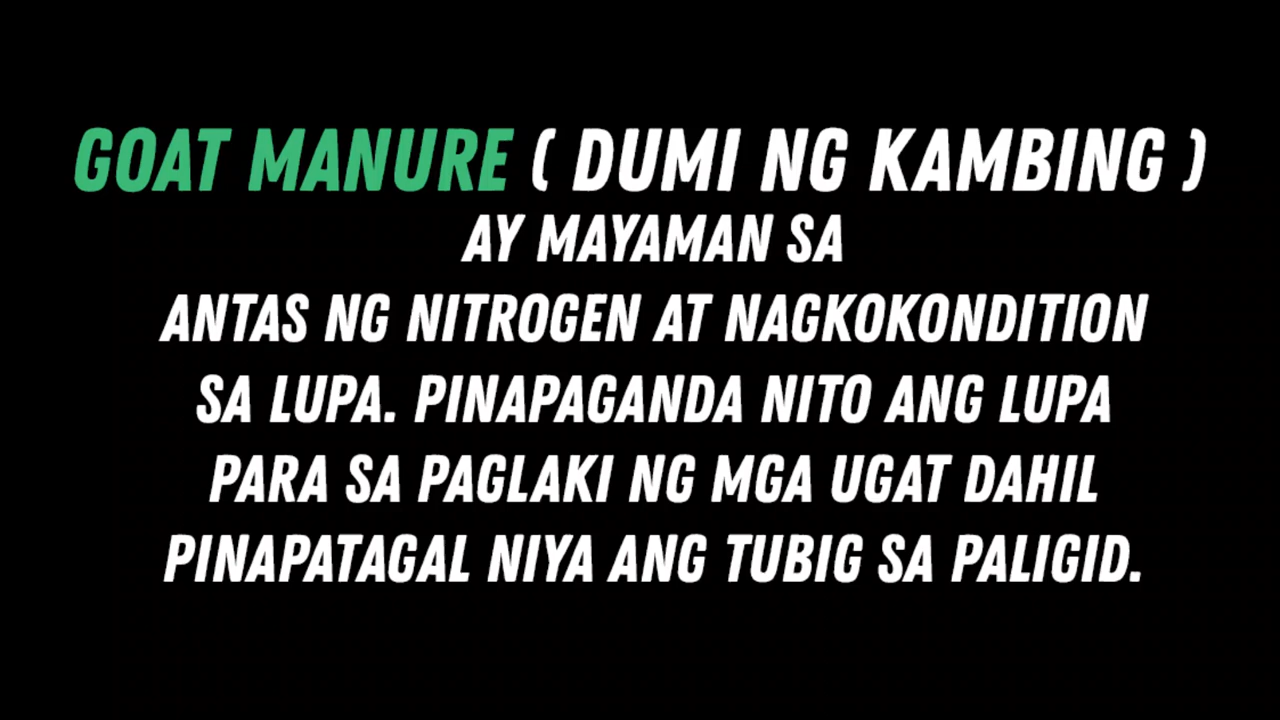 GOAT MANURE ( DUMI NG KAMBING )
AY MAYAMAN SA
ANTAS NG NITROGEN AT NAGKOKONDITION
SA LUPA. PINAPAGANDA NITO ANG LUPA
PARA SA PAGLAKI NG MGA UGAT DAHIL
PINAPATAGAL NIYA ANG TUBIG SA PALIGID.